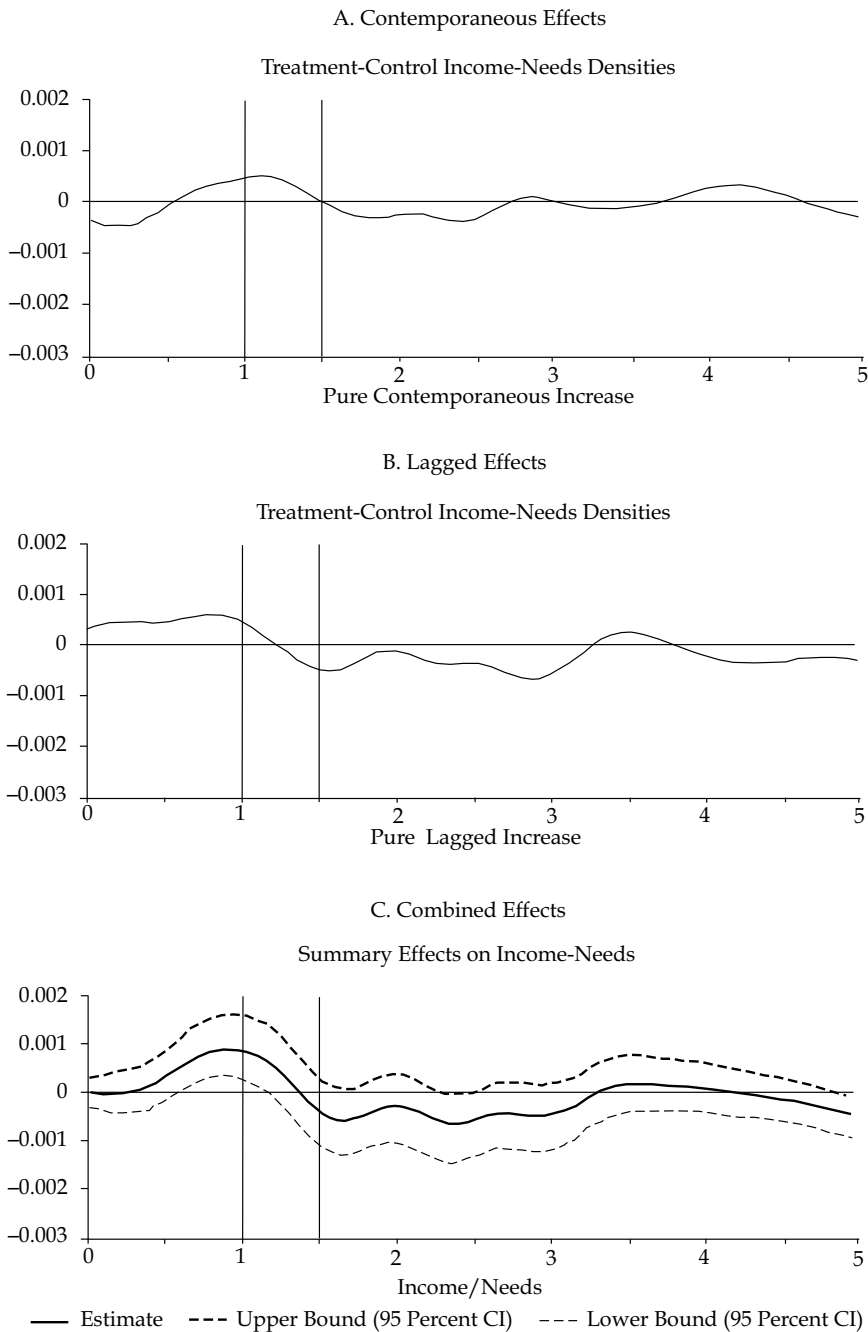 A. Contemporaneous Effects
Treatment-Control Income-Needs Densities
0.002
0.001
0
–0.001
–0.002
–0.003
0 1 2 3 4 5
Pure Contemporaneous Increase
B. Lagged Effects
Treatment-Control Income-Needs Densities
0.002
0.001
0
–0.001
–0.002
–0.003
0 1 2 3 4 5
Pure Lagged Increase
C. Combined Effects
Summary Effects on Income-Needs
0.002
0.001
0
–0.001
–0.002
–0.003
0 1 2 3 4 5
Income/Needs
Estimate Upper Bound (95 Percent CI) Lower Bound (95 Percent CI)